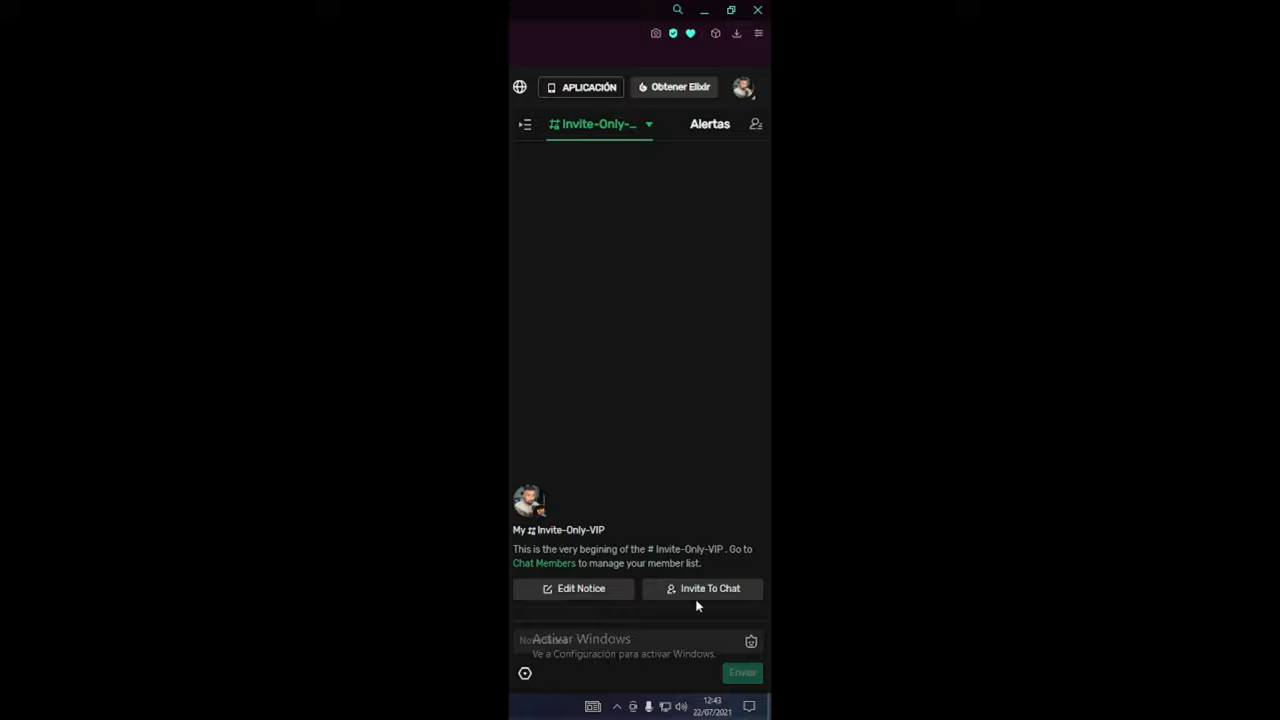 APLICACIÓN
Obtener Elixir
Invite-Only-...
Alertas
My Invite-Only-VIP
This is the very begining of the # Invite-Only-VIP . Go to
Chat Members to manage your member list.
Edit Notice
Invite To Chat
Activar Windows
Ve a Configuración para activar Windows.
Enviar
12:43
22/07/2021